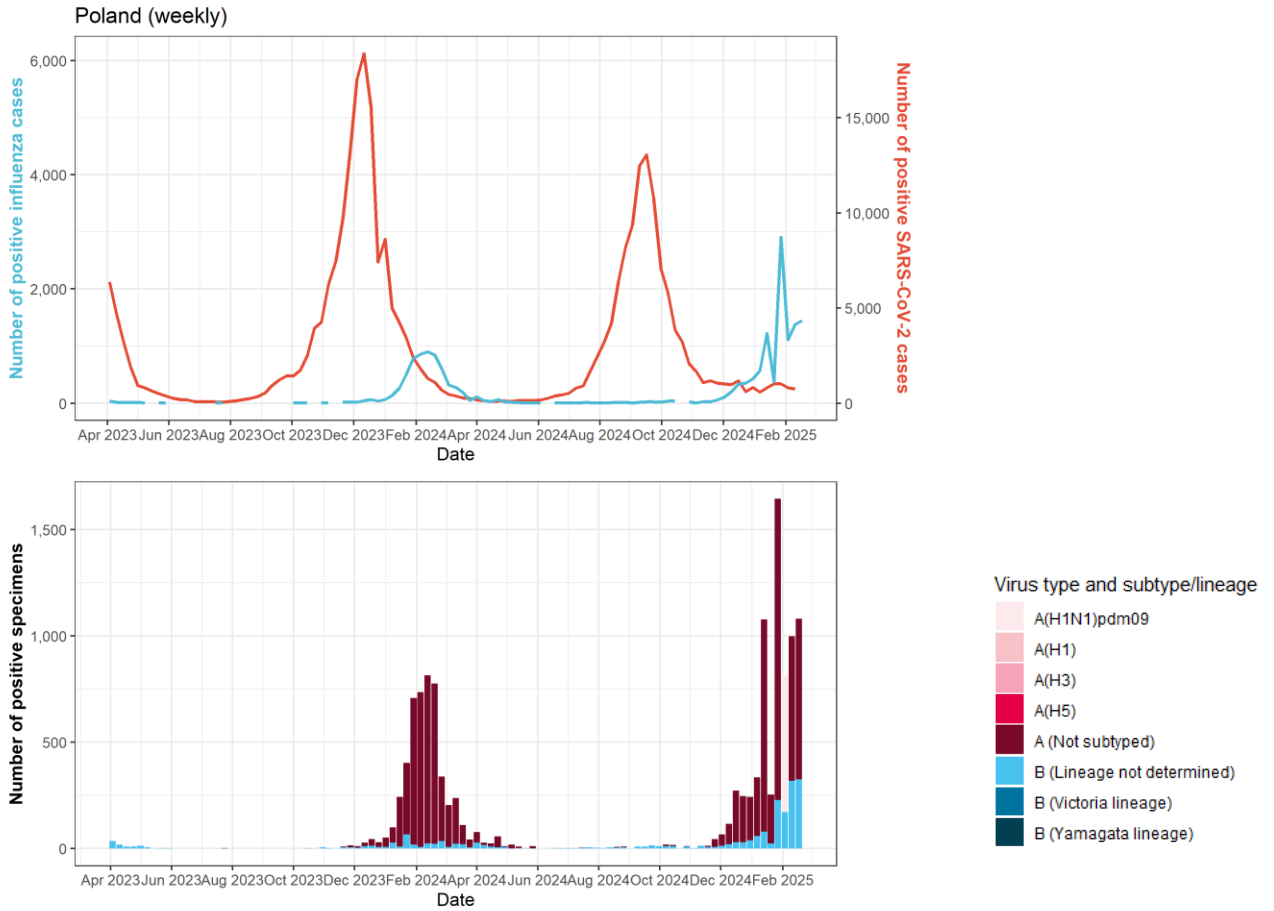 Poland (weekly)
Number of positive influenza cases
6,000
4,000
2,000
0
15,000
10,000
5,000
0
Number of positive SARS-CoV-2 cases
Apr 2023 Jun 2023 Aug 2023 Oct 2023 Dec 2023 Feb 2024 Apr 2024 Jun 2024 Aug 2024 Oct 2024 Dec 2024 Feb 2025
Date
Number of positive specimens
1,500
1,000
500
0
Apr 2023 Jun 2023 Aug 2023 Oct 2023 Dec 2023 Feb 2024 Apr 2024 Jun 2024 Aug 2024 Oct 2024 Dec 2024 Feb 2025
Date
Virus type and subtype/lineage
A(H1N1)pdm09
A(H1)
A(H3)
A(H5)
A (Not subtyped)
B (Lineage not determined)
B (Victoria lineage)
B (Yamagata lineage)